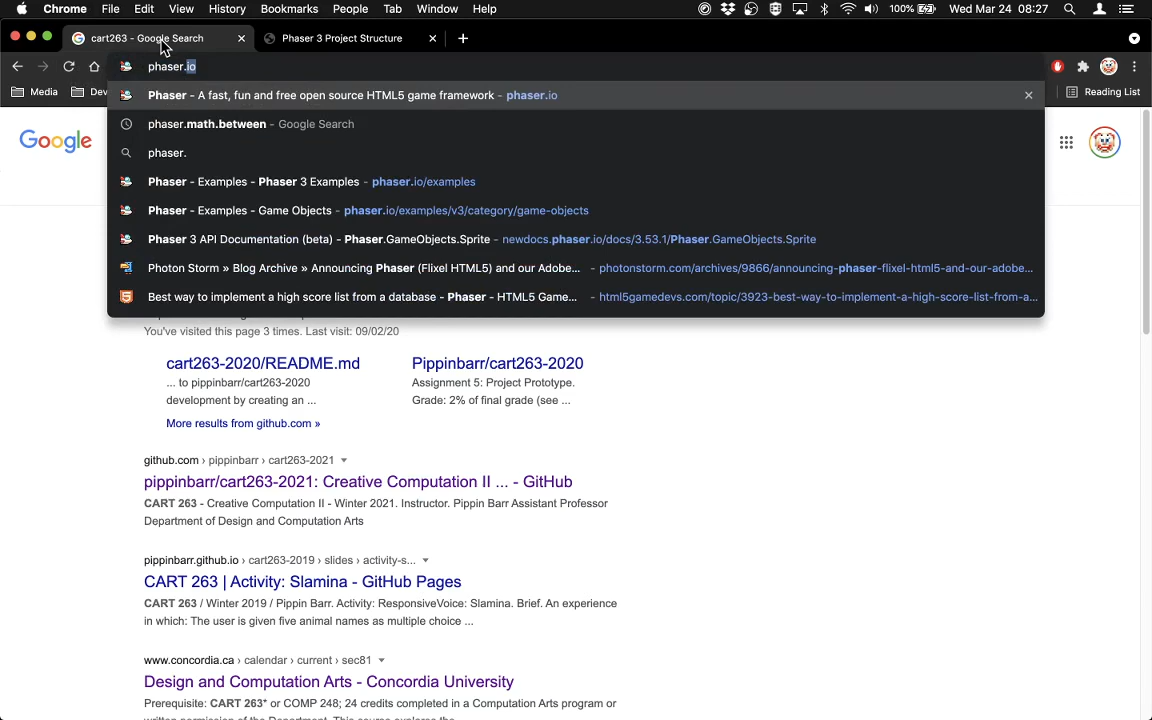 Chrome File Edit View History Bookmarks People Tab Window Help 100% Wed Mar 24 08:27
cart263 - Google Search Phaser 3 Project Structure
phaser.io
Media Dev Reading List
Phaser - A fast, fun and free open source HTML5 game framework - phaser.io
phaser.math.between - Google Search
Google
phaser.
Phaser - Examples - Phaser 3 Examples - phaser.io/examples
Phaser - Examples - Game Objects - phaser.io/examples/v3/category/game-objects
Phaser 3 API Documentation (beta) - Phaser.GameObjects.Sprite - newdocs.phaser.io/docs/3.53.1/Phaser.GameObjects.Sprite
Photon Storm » Blog Archive » Announcing Phaser (Flixel HTML5) and our Adobe... - photonstorm.com/archives/9866/announcing-phaser-flixel-html5-and-our-adobe...
Best way to implement a high score list from a database - Phaser - HTML5 Game... - html5gamedevs.com/topic/3923-best-way-to-implement-a-high-score-list-from-a...
You've visited this page 3 times. Last visit: 09/02/20
cart263-2020/README.md Pippinbarr/cart263-2020
... to pippinbarr/cart263-2020 Assignment 5: Project Prototype.
development by creating an ... Grade: 2% of final grade (see ...
More results from github.com »
github.com › pippinbarr › cart263-2021
pippinbarr/cart263-2021: Creative Computation II ... - GitHub
CART 263 - Creative Computation II - Winter 2021. Instructor. Pippin Barr Assistant Professor
Department of Design and Computation Arts
pippinbarr.github.io › cart263-2019 › slides › activity-s...
CART 263 | Activity: Slamina - GitHub Pages
CART 263 / Winter 2019 / Pippin Barr. Activity: ResponsiveVoice: Slamina. Brief. An experience
in which: The user is given five animal names as multiple choice ...
www.concordia.ca › calendar › current › sec81
Design and Computation Arts - Concordia University
Prerequisite: CART 263* or COMP 248; 24 credits completed in a Computation Arts program or
written permission of the Department. This course explores the